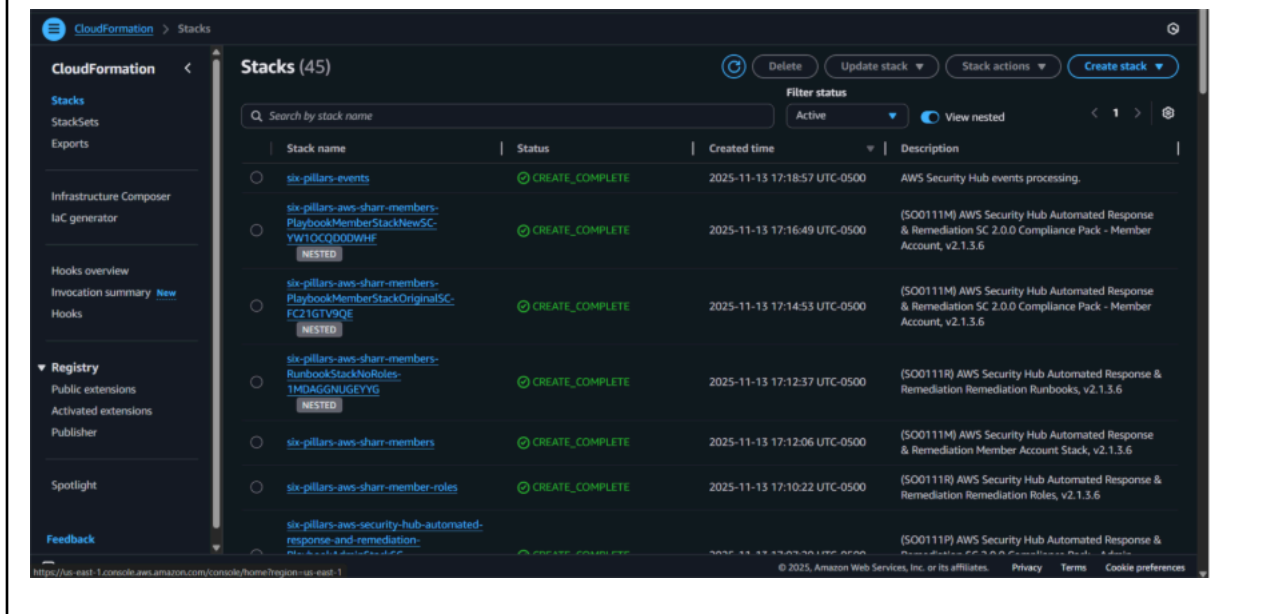 CloudFormation > Stacks
CloudFormation <
Stacks
StackSets
Exports
Infrastructure Composer
IaC generator
Hooks overview
Invocation summary New
Hooks
Registry
Public extensions
Activated extensions
Publisher
Spotlight
Feedback
Stacks (45)
Delete
Update stack
Stack actions
Create stack
Filter status
Search by stack name
Active
View nested
< 1 >
Stack name
Status
Created time
Description
six-pillars-events
CREATE_COMPLETE
2025-11-13 17:18:57 UTC-0500
AWS Security Hub events processing.
six-pillars-aws-sharr-members-
PlaybookMemberStackNewSC-
YW1OCQD0DWHF
NESTED
CREATE_COMPLETE
2025-11-13 17:16:49 UTC-0500
(SO0111M) AWS Security Hub Automated Response
& Remediation SC 2.0.0 Compliance Pack - Member
Account, v2.1.3.6
six-pillars-aws-sharr-members-
PlaybookMemberStackOriginalSC-
FC21GTV9QE
NESTED
CREATE_COMPLETE
2025-11-13 17:14:53 UTC-0500
(SO0111M) AWS Security Hub Automated Response
& Remediation SC 2.0.0 Compliance Pack - Member
Account, v2.1.3.6
six-pillars-aws-sharr-members-
RunbookStackNoRoles-
1MDAGGNUGEYYG
NESTED
CREATE_COMPLETE
2025-11-13 17:12:37 UTC-0500
(SO0111R) AWS Security Hub Automated Response &
Remediation Remediation Runbooks, v2.1.3.6
six-pillars-aws-sharr-members
CREATE_COMPLETE
2025-11-13 17:12:06 UTC-0500
(SO0111M) AWS Security Hub Automated Response
& Remediation Member Account Stack, v2.1.3.6
six-pillars-aws-sharr-member-roles
CREATE_COMPLETE
2025-11-13 17:10:22 UTC-0500
(SO0111R) AWS Security Hub Automated Response &
Remediation Remediation Roles, v2.1.3.6
six-pillars-aws-security-hub-automated-
response-and-remediation-
CREATE_COMPLETE
(SO0111P) AWS Security Hub Automated Response &
https://us-east-1.console.aws.amazon.com/console/home?region=us-east-1
© 2025, Amazon Web Services, Inc. or its affiliates.
Privacy
Terms
Cookie preferences